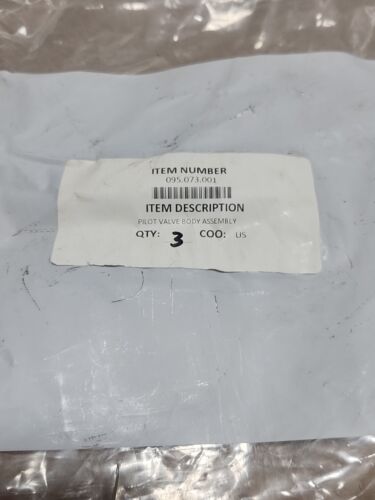 ITEM NUMBER
095.073.001
ITEM DESCRIPTION
PILOT VALVE BODY ASSEMBLY
QTY: 3 COO: US